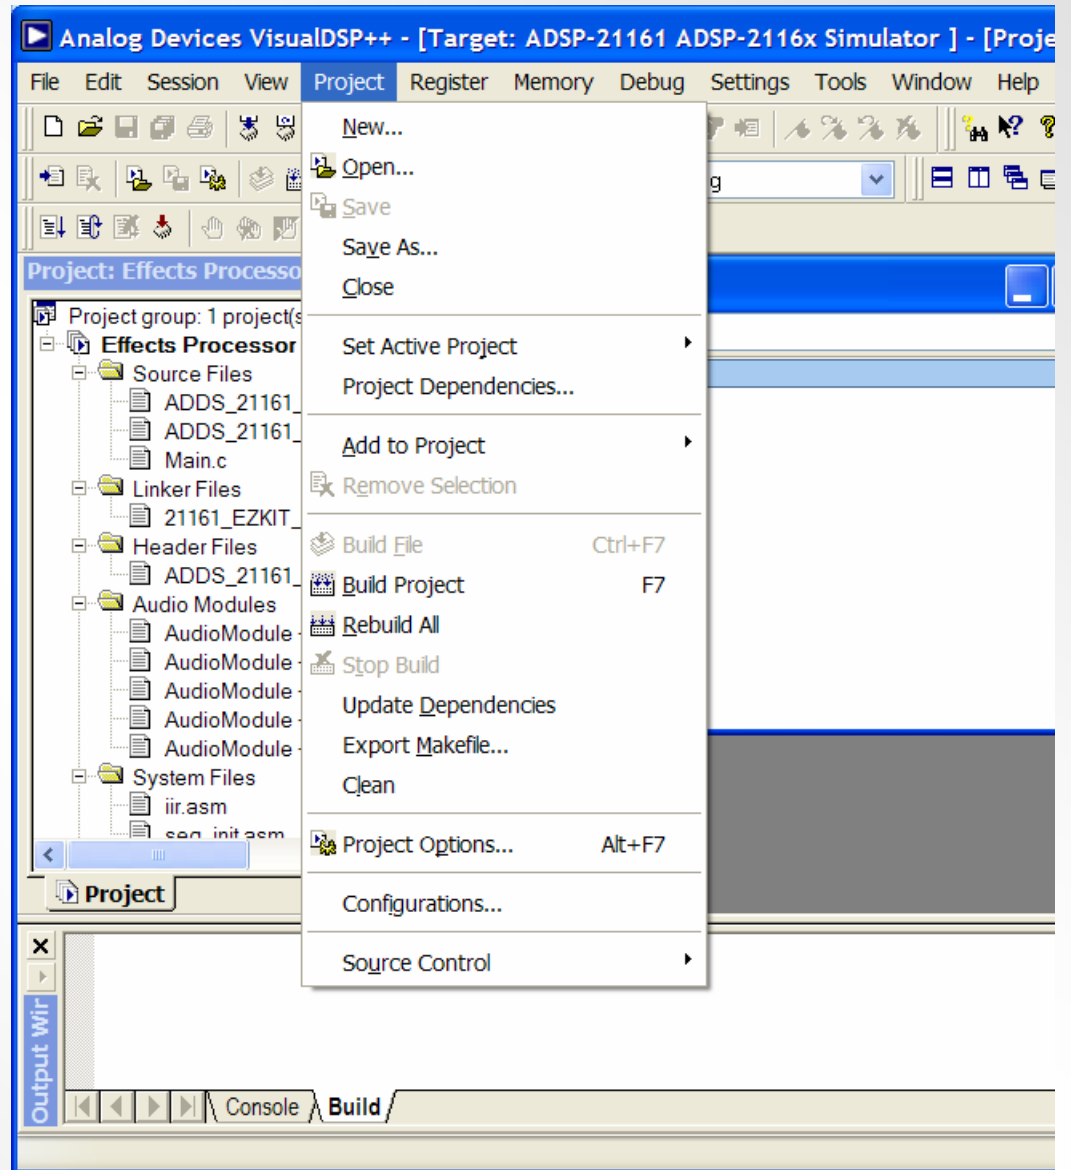 Analog Devices VisualDSP++ - [Target: ADSP-21161 ADSP-2116x Simulator ] - [Proje
File Edit Session View Project Register Memory Debug Settings Tools Window Help
New...
Open...
g
Save
Save As...
Close
Set Active Project
Project Dependencies...
Add to Project
Remove Selection
Build File Ctrl+F7
Build Project F7
Rebuild All
Stop Build
Update Dependencies
Export Makefile...
Clean
Project Options... Alt+F7
Configurations...
Source Control
Project: Effects Processo
Project group: 1 project(s
Effects Processor
Source Files
ADDS_21161_
ADDS_21161_
Main.c
Linker Files
21161_EZKIT_
Header Files
ADDS_21161_
Audio Modules
AudioModule -
AudioModule -
AudioModule -
AudioModule -
AudioModule -
System Files
iir.asm
seq_init.asm
Project
Output Wir
Console Build